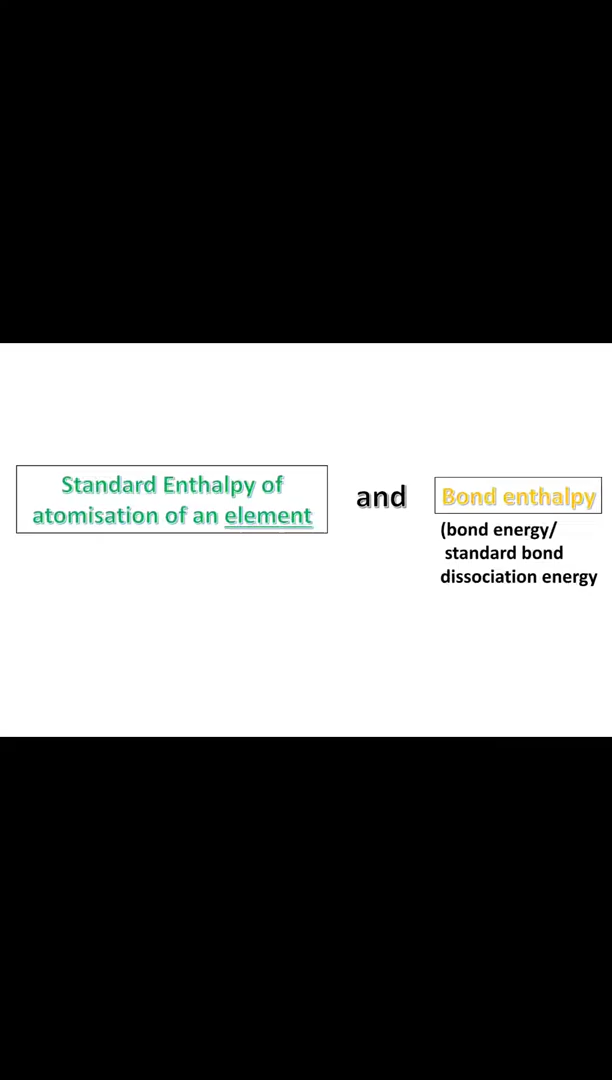 Standard Enthalpy of
atomisation of an element
and
Bond enthalpy
(bond energy/
standard bond
dissociation energy